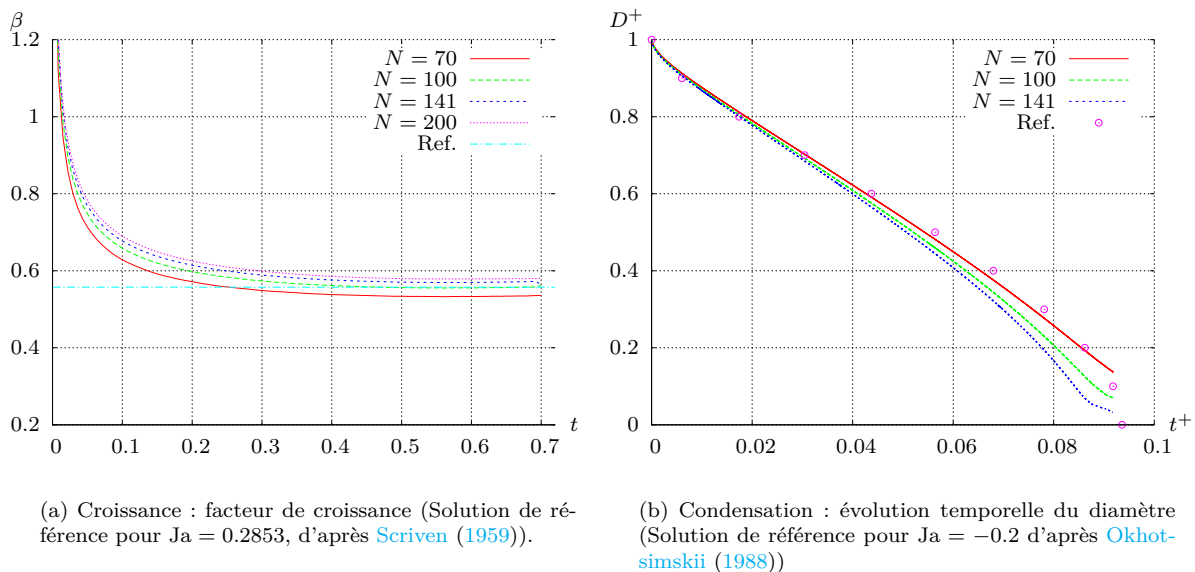 β
1.2
1
0.8
0.6
0.4
0.2
0
0.1
0.2
0.3
0.4
0.5
0.6
0.7
t
N = 70
N = 100
N = 141
N = 200
Ref.
(a) Croissance : facteur de croissance (Solution de ré-
férence pour Ja = 0.2853, d'après Scriven (1959)).
D⁺
1
0.8
0.6
0.4
0.2
0
0
0.02
0.04
0.06
0.08
0.1
t⁺
N = 70
N = 100
N = 141
Ref.
(b) Condensation : évolution temporelle du diamètre
(Solution de référence pour Ja = −0.2 d'après Okhot-
simskii (1988))